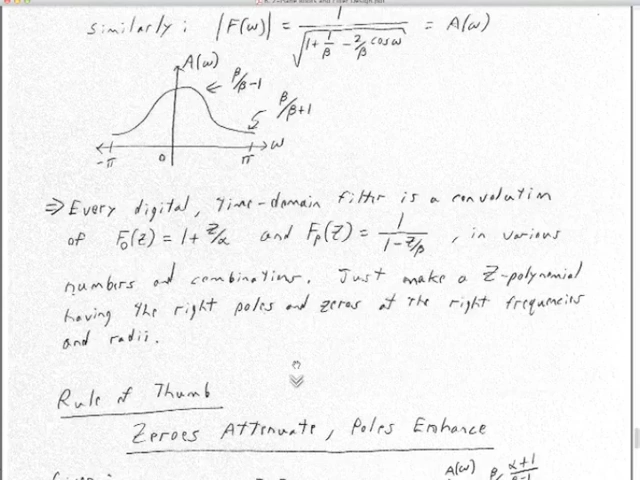 similarly: |F(ω)| = 1/√(1+1/β - 2/β cosω) = A(ω)
A(ω)
β/β-1
β/β+1
-π 0 π ω
⇒ Every digital, time-domain filter is a convolution
of F₀(Z) = 1 + Z/α and Fₚ(Z) = 1/(1-Z/β), in various
numbers and combinations. Just make a Z-polynomial
having the right poles and zeros at the right frequencies
and radii.
Rule of Thumb
Zeroes Attenuate, Poles Enhance
A(ω) α+1